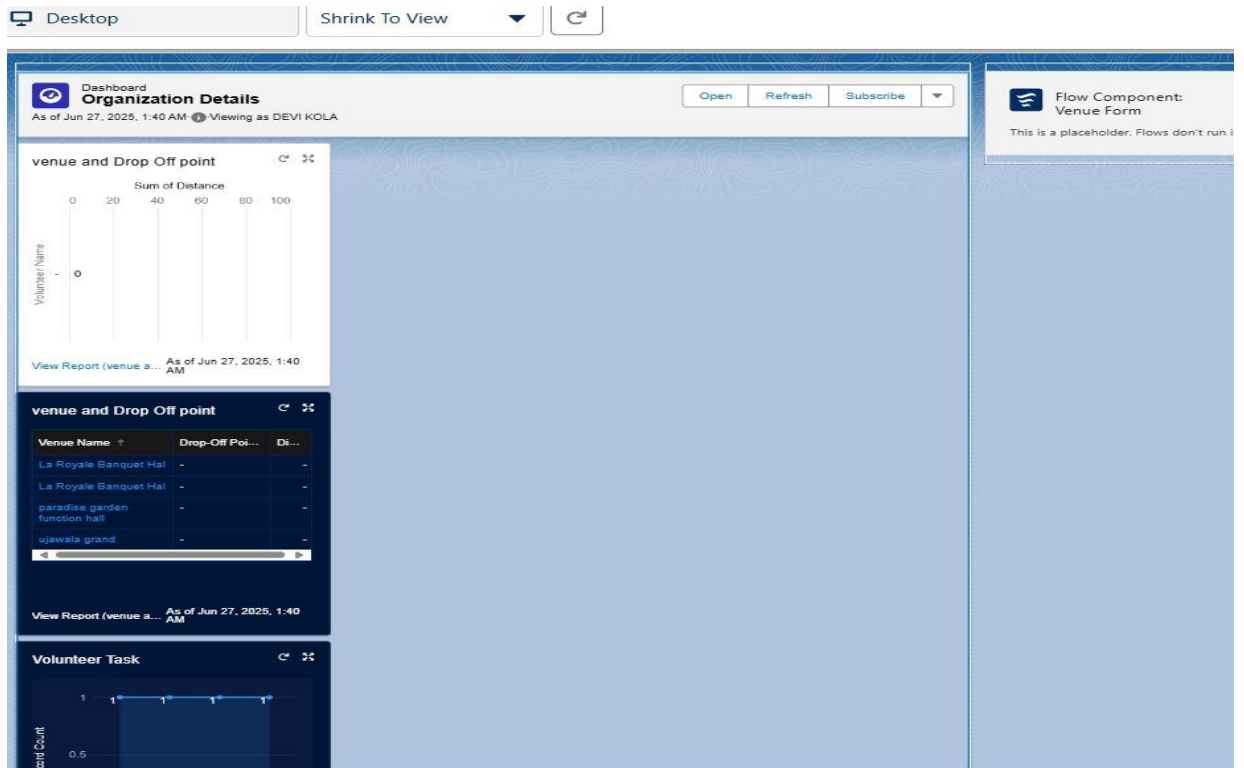 Desktop
Shrink To View
Dashboard
Organization Details
As of Jun 27, 2025, 1:40 AM Viewing as DEVI KOLA
Open
Refresh
Subscribe
Flow Component:
Venue Form
This is a placeholder. Flows don't run i
venue and Drop Off point
Sum of Distance
0 20 40 60 80 100
Volunteer Name
- 0
View Report (venue a... As of Jun 27, 2025, 1:40
AM
venue and Drop Off point
Venue Name ↑ Drop-Off Poi... Di...
La Royale Banquet Hal - -
La Royale Banquet Hal - -
paradise garden - -
function hall
ujawala grand - -
View Report (venue a... As of Jun 27, 2025, 1:40
AM
Volunteer Task
1 1 1 1 1
0.5
Count